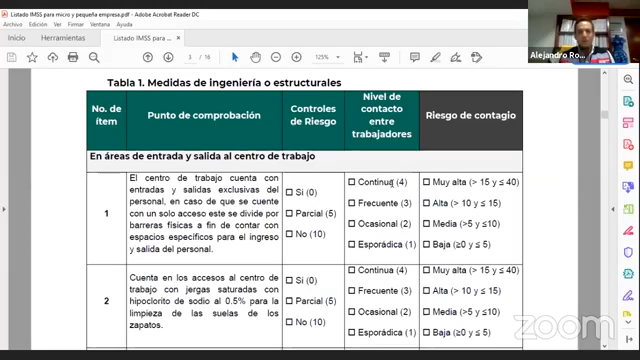 Listado IMSS para micro y pequeña empresa.pdf - Adobe Acrobat Reader DC
Archivo Edición Ver Firmar Ventana Ayuda
Inicio Herramientas Listado IMSS para m... ×
3 / 16 125%
Alejandro Ro...
Tabla 1. Medidas de ingeniería o estructurales
No. de ítem
Punto de comprobación
Controles de Riesgo
Nivel de contacto entre trabajadores
Riesgo de contagio
En áreas de entrada y salida al centro de trabajo
1
El centro de trabajo cuenta con
entradas y salidas exclusivas del
personal, en caso de que se cuente
con un solo acceso este se divide por
barreras físicas a fin de contar con
espacios específicos para el ingreso
y salida del personal.
Si (0)
Parcial (5)
No (10)
Continua (4)
Frecuente (3)
Ocasional (2)
Esporádica (1)
Muy alta (> 15 y ≤ 40)
Alta (> 10 y ≤ 15)
Media (>5 y ≤10)
Baja (≥0 y ≤ 5)
2
Cuenta en los accesos al centro de
trabajo con jergas saturadas con
hipoclorito de sodio al 0.5% para la
limpieza de las suelas de los
zapatos.
Si (0)
Parcial (5)
No (10)
Continua (4)
Frecuente (3)
Ocasional (2)
Esporádica (1)
Muy alta (> 15 y ≤ 40)
Alta (> 10 y ≤ 15)
Media (>5 y ≤10)
Baja (≥0 y ≤ 5)
zoom